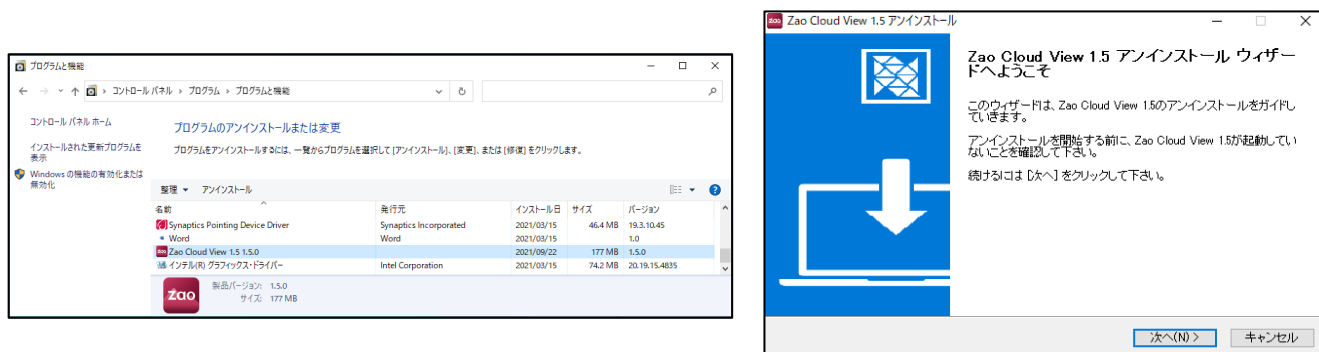 プログラムと機能
コントロール パネル › プログラム › プログラムと機能
コントロール パネル ホーム
インストールされた更新プログラムを
表示
Windows の機能の有効化または
無効化
プログラムのアンインストールまたは変更
プログラムをアンインストールするには、一覧からプログラムを選択して [アンインストール]、[変更]、または [修復] をクリックします。
整理 アンインストール
名前 発行元 インストール日 サイズ バージョン
Synaptics Pointing Device Driver Synaptics Incorporated 2021/03/15 46.4 MB 19.3.10.45
Word Word 2021/03/15 1.0
Zao Cloud View 1.5 1.5.0 2021/09/22 177 MB 1.5.0
インテル(R) グラフィックス・ドライバー Intel Corporation 2021/03/15 74.2 MB 20.19.15.4835
zao
製品バージョン: 1.5.0
サイズ: 177 MB
zao Zao Cloud View 1.5 アンインストール
Zao Cloud View 1.5 アンインストール ウィザー
ドへようこそ
このウィザードは、Zao Cloud View 1.5のアンインストールをガイドし
ていきます。
アンインストールを開始する前に、Zao Cloud View 1.5が起動してい
ないことを確認して下さい。
続けるには [次へ] をクリックして下さい。
次へ(N) >
キャンセル